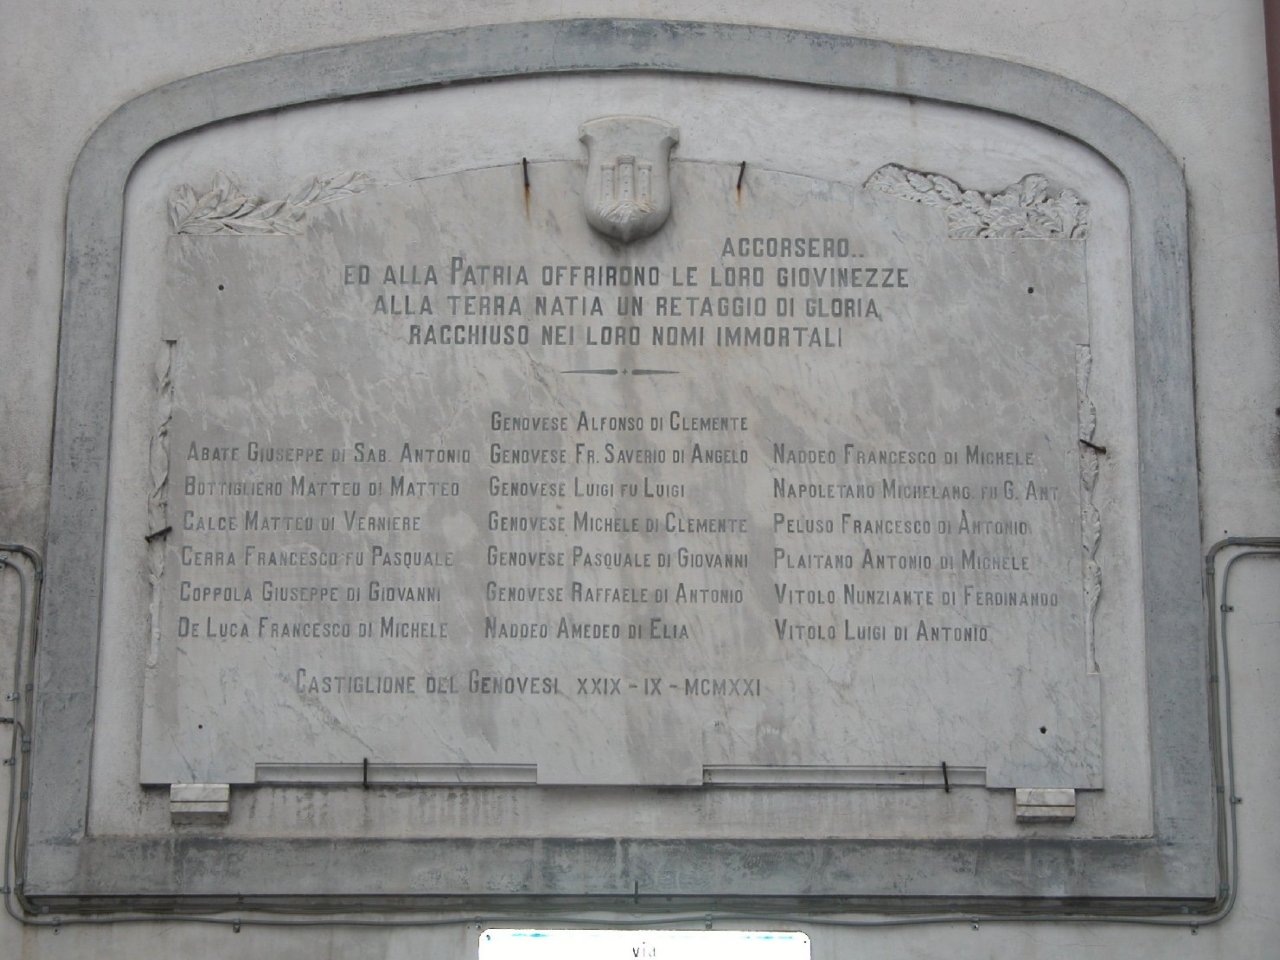 ACCORSERO...
ED ALLA PATRIA OFFRIRONO LE LORO GIOVINEZZE
ALLA TERRA NATIA UN RETAGGIO DI GLORIA
RACCHIUSO NEI LORO NOMI IMMORTALI
ABATE GIUSEPPE DI SAB. ANTONIO
BOTTIGLIERO MATTEO DI MATTEO
CALCE MATTEO DI VERNIERE
CERRA FRANCESCO FU PASQUALE
COPPOLA GIUSEPPE DI GIOVANNI
DE LUCA FRANCESCO DI MICHELE
GENOVESE ALFONSO DI CLEMENTE
GENOVESE FR. SAVERIO DI ANGELO
GENOVESE LUIGI FU LUIGI
GENOVESE MICHELE DI CLEMENTE
GENOVESE PASQUALE DI GIOVANNI
GENOVESE RAFFAELE DI ANTONIO
NADDEO AMEDEO DI ELIA
NADDEO FRANCESCO DI MICHELE
NAPOLETANO MICHELANG. FU G. ANT.
PELUSO FRANCESCO DI ANTONIO
PLAITANO ANTONIO DI MICHELE
VITOLO NUNZIANTE DI FERDINANDO
VITOLO LUIGI DI ANTONIO
CASTIGLIONE DEL GENOVESI XXIX - IX - MCMXXI
via